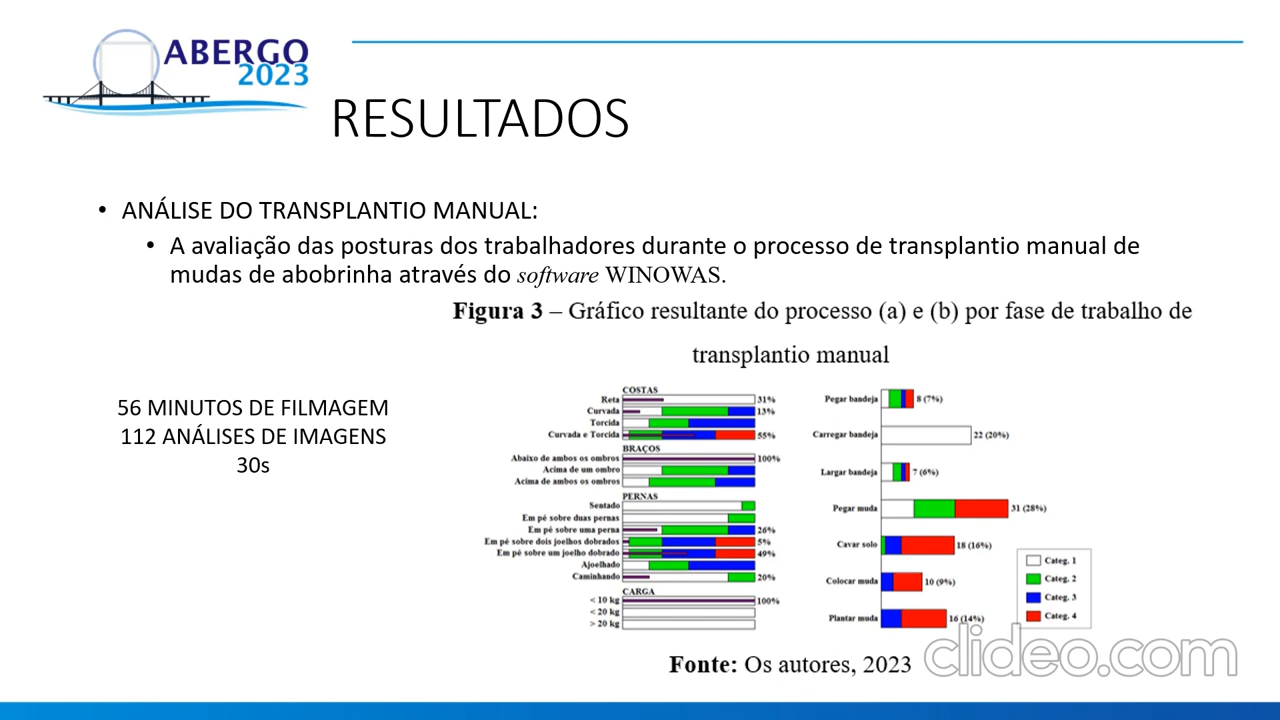 ABERGO
2023
RESULTADOS
• ANÁLISE DO TRANSPLANTIO MANUAL:
• A avaliação das posturas dos trabalhadores durante o processo de transplantio manual de
mudas de abobrinha através do software WINOWAS.
Figura 3 – Gráfico resultante do processo (a) e (b) por fase de trabalho de
transplantio manual
56 MINUTOS DE FILMAGEM
112 ANÁLISES DE IMAGENS
30s
COSTAS
Reta 31%
Curvada 13%
Torcida
Curvada e Torcida 55%
BRAÇOS
Abaixo de ambos os ombros 100%
Acima de um ombro
Acima de ambos os ombros
PERNAS
Sentado
Em pé sobre duas pernas
Em pé sobre uma perna 26%
Em pé sobre dois joelhos dobrados 5%
Em pé sobre um joelho dobrado 49%
Ajoelhado
Caminhando 20%
CARGA
< 10 kg 100%
< 20 kg
> 20 kg
Pegar bandeja 8 (7%)
Carregar bandeja 22 (20%)
Largar bandeja 7 (6%)
Pegar muda 31 (28%)
Cavar solo 18 (16%)
Colocar muda 10 (9%)
Plantar muda 16 (14%)
Categ. 1
Categ. 2
Categ. 3
Categ. 4
Fonte: Os autores, 2023
clideo.com